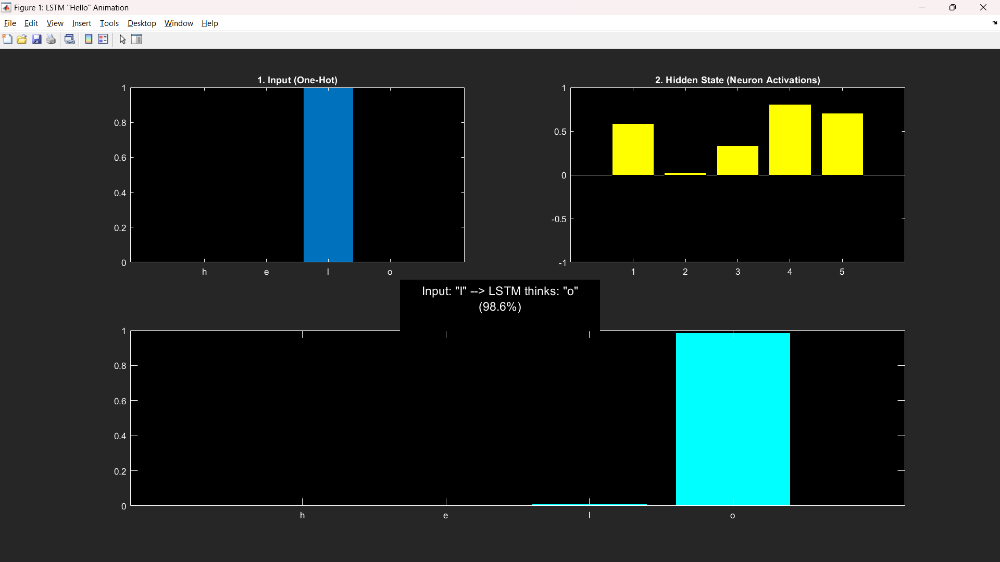 Figure 1: LSTM "Hello" Animation
File Edit View Insert Tools Desktop Window Help
1. Input (One-Hot)
1
0.8
0.6
0.4
0.2
0
h e l o
2. Hidden State (Neuron Activations)
1
0.5
0
-0.5
-1
1 2 3 4 5
Input: "l" --> LSTM thinks: "o"
(98.6%)
1
0.8
0.6
0.4
0.2
0
h e l o